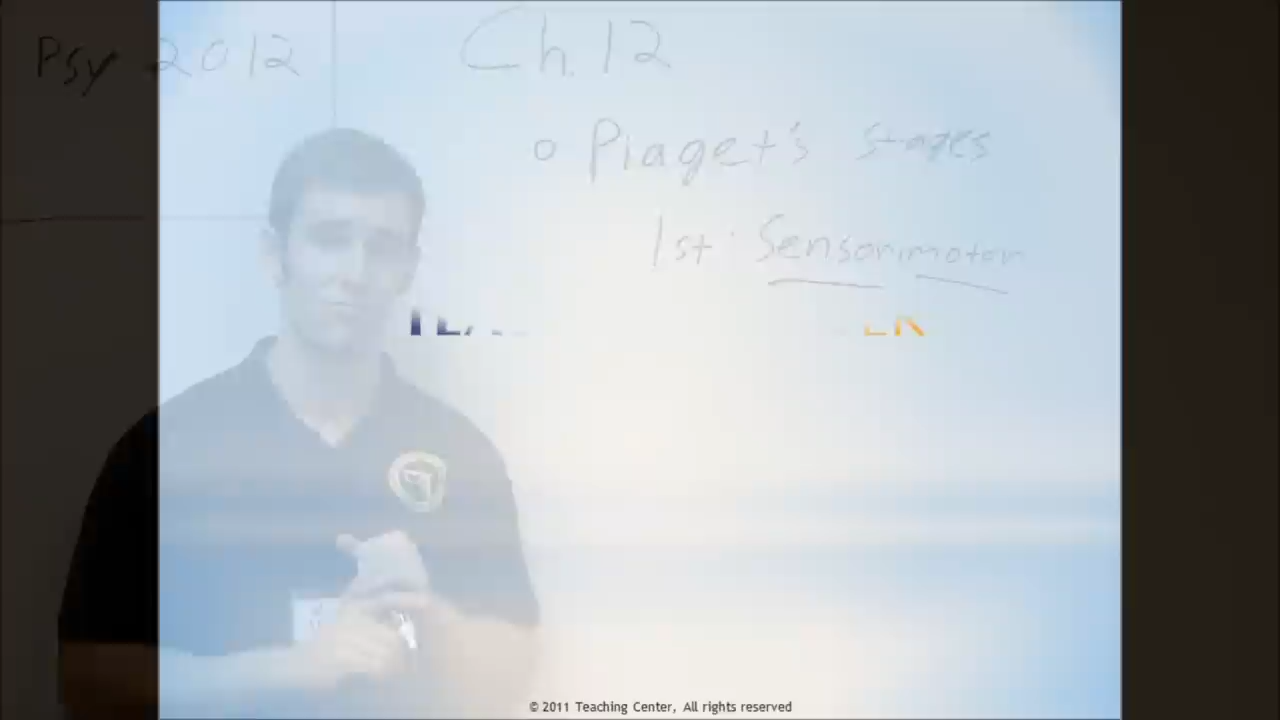 Psy 2012
Ch. 12
o Piaget's stages
1st: Sensorimotor
© 2011 Teaching Center, All rights reserved